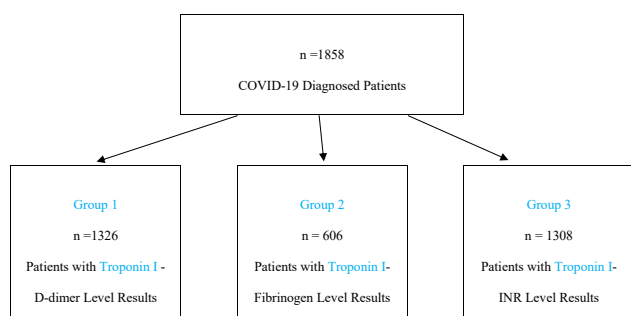 n =1858
COVID-19 Diagnosed Patients
Group 1
n =1326
Patients with Troponin I -
D-dimer Level Results
Group 2
n = 606
Patients with Troponin I-
Fibrinogen Level Results
Group 3
n = 1308
Patients with Troponin I-
INR Level Results